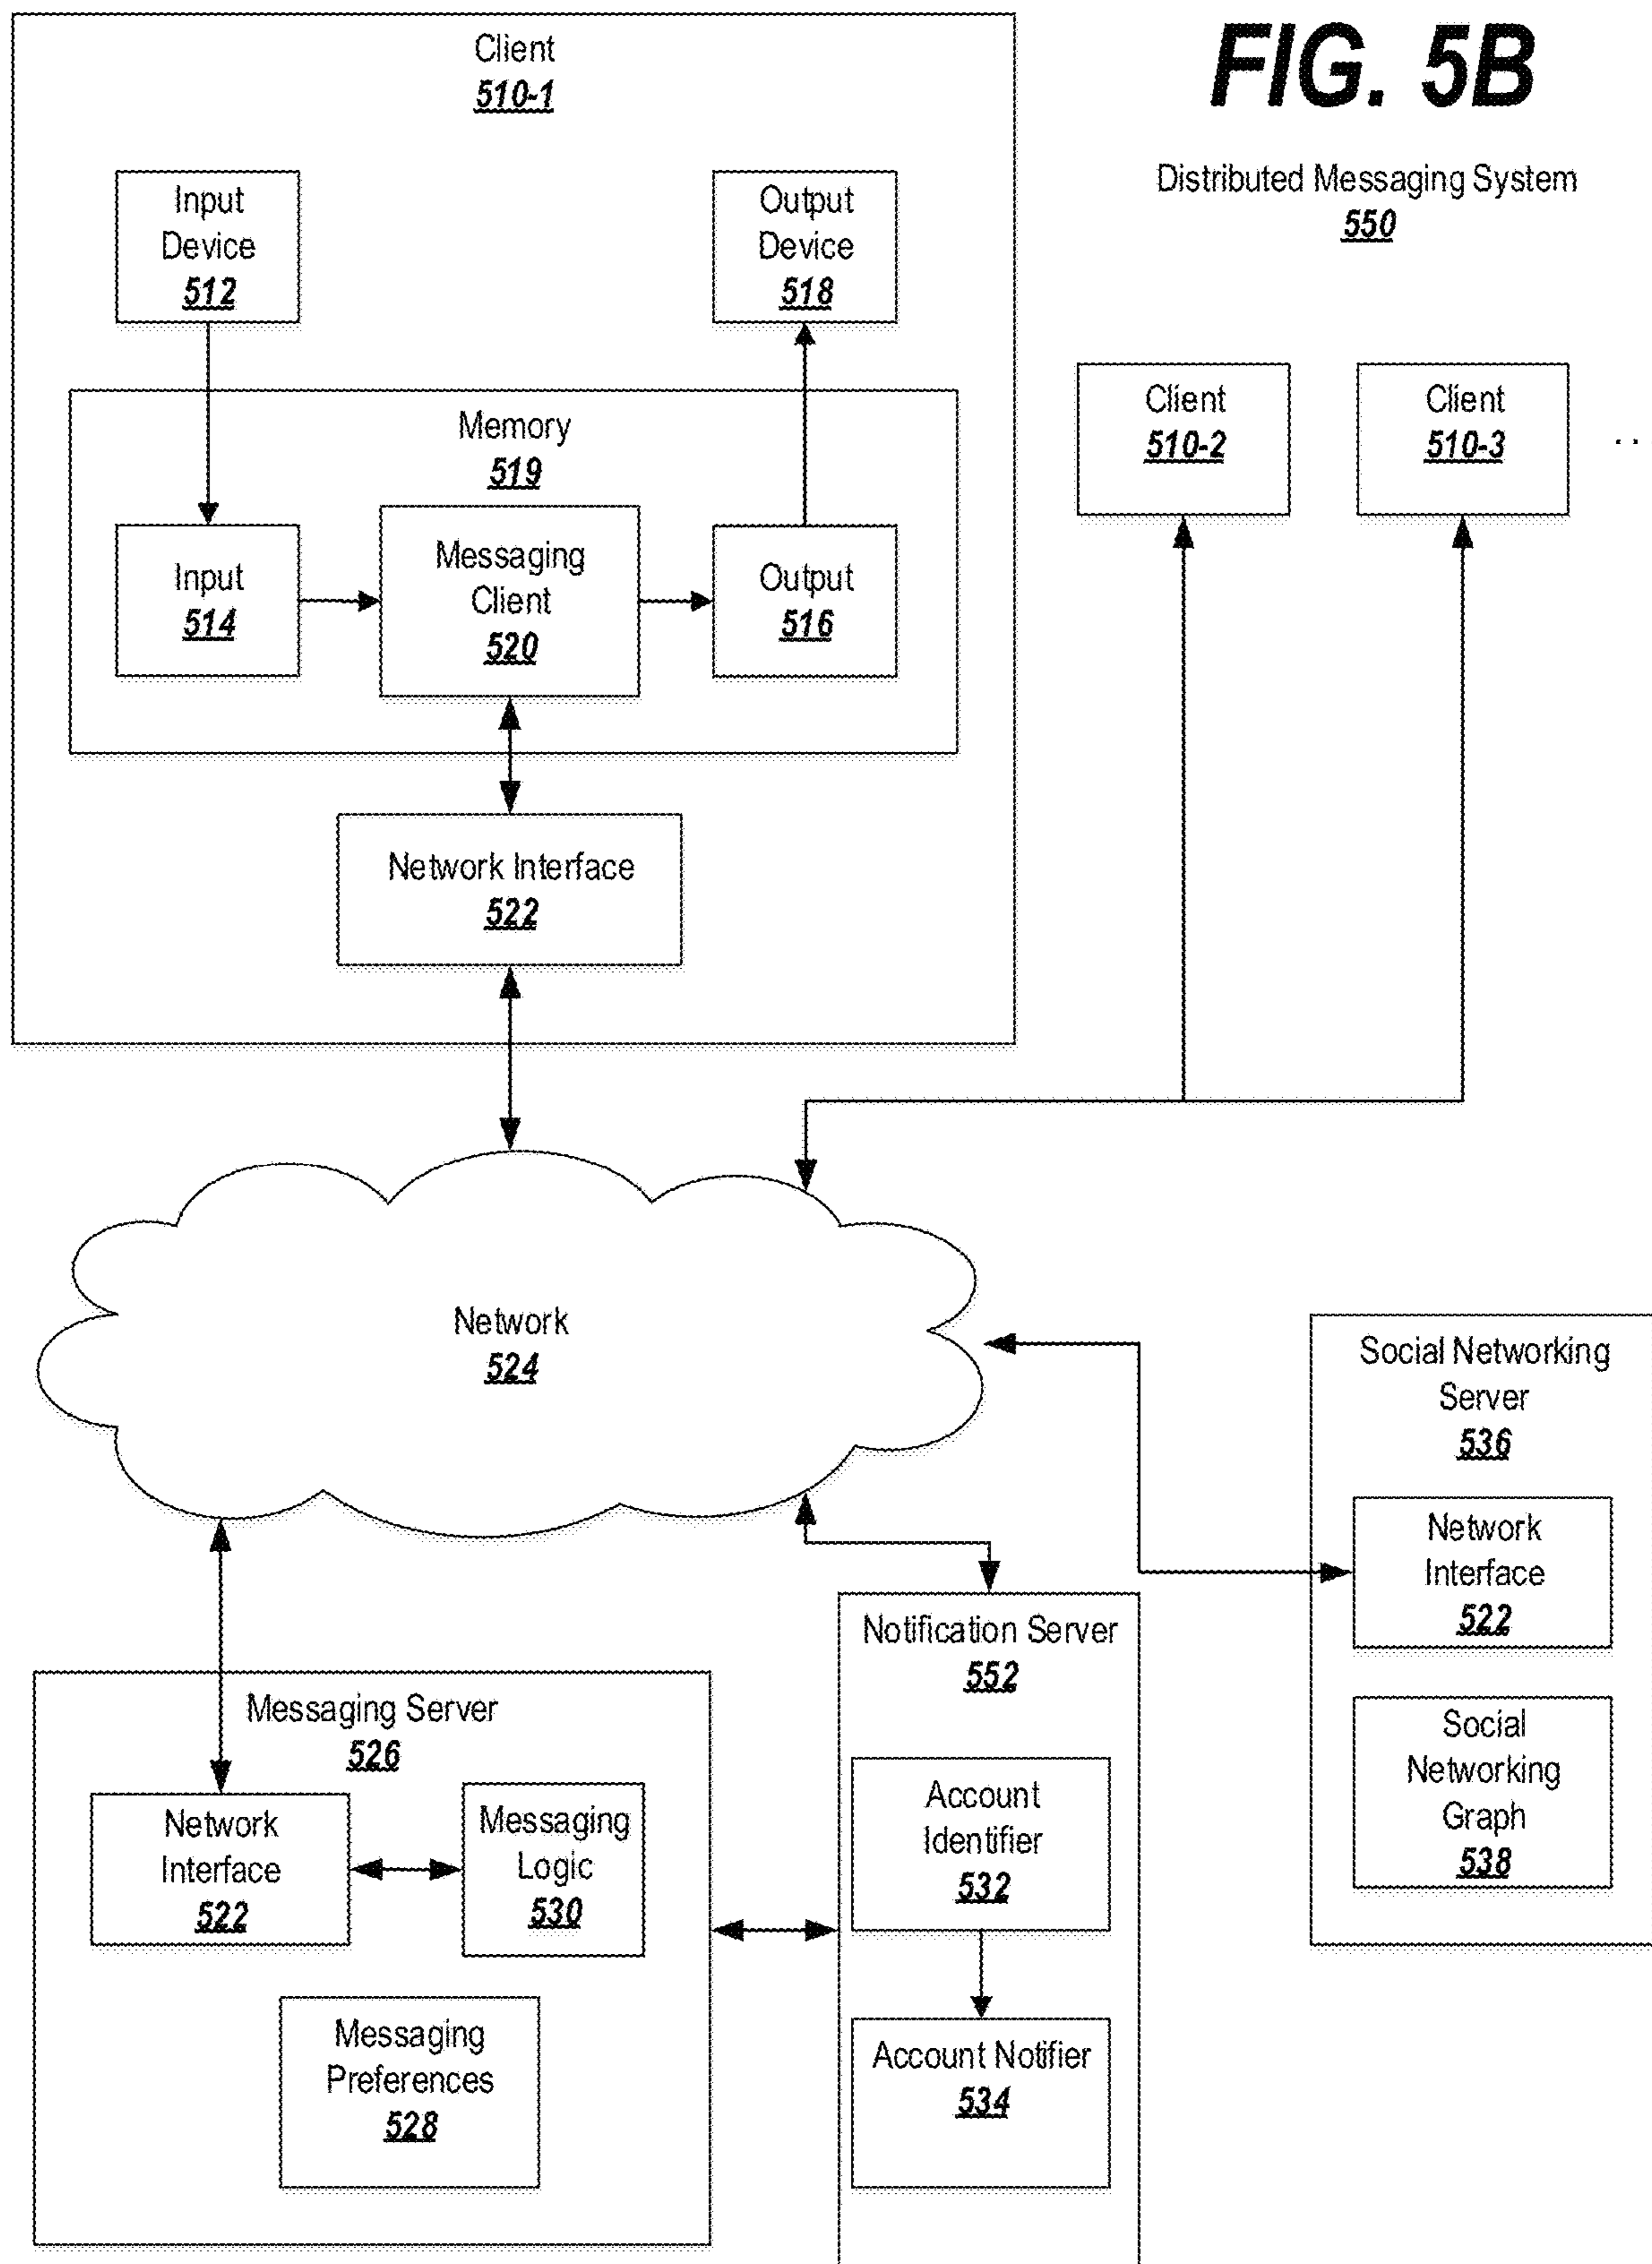 FIG. 5B
Distributed Messaging System
550
Client
510-1
Input
Device
512
Output
Device
518
Memory
519
Input
514
Messaging
Client
520
Output
516
Network Interface
522
Client
510-2
Client
510-3
. .
Network
524
Social Networking
Server
536
Network
Interface
522
Social
Networking
Graph
538
Notification Server
552
Account
Identifier
532
Account Notifier
534
Messaging Server
526
Network
Interface
522
Messaging
Logic
530
Messaging
Preferences
528